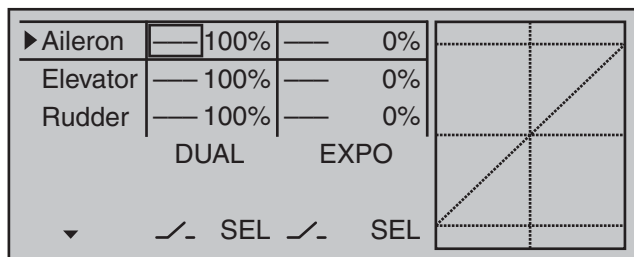 Aileron ––– 100% ––– 0%
Elevator ––– 100% ––– 0%
Rudder ––– 100% ––– 0%
DUAL EXPO
SEL SEL